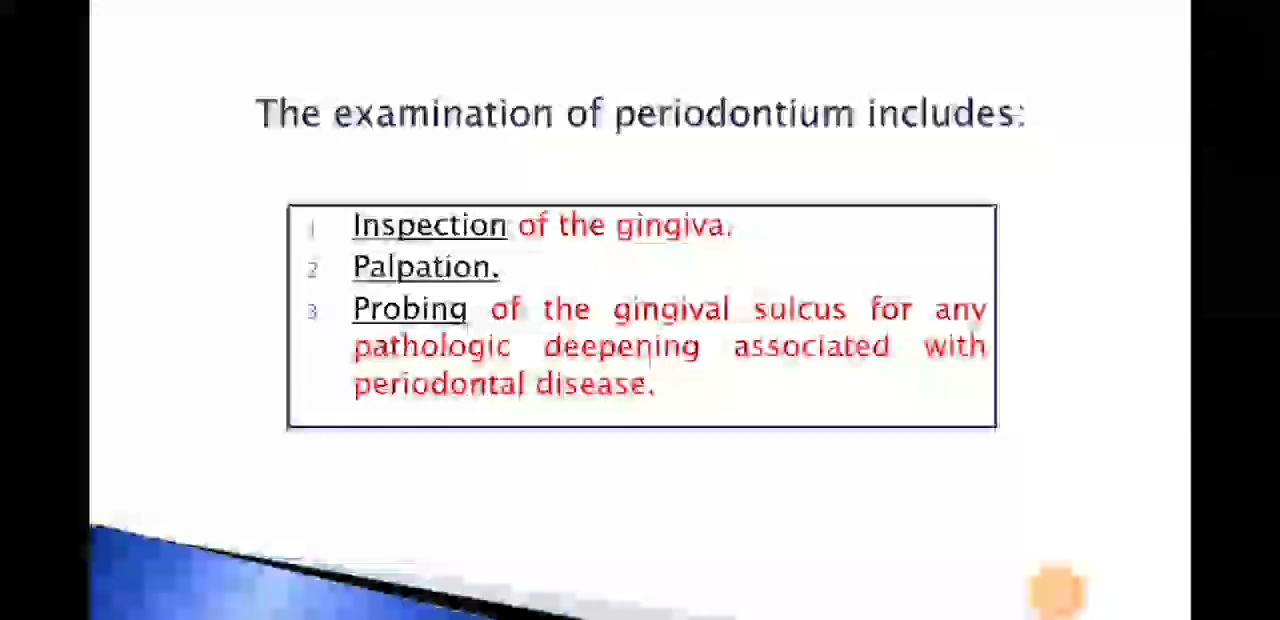 The examination of periodontium includes:
1 Inspection of the gingiva.
2 Palpation.
3 Probing of the gingival sulcus for any
pathologic deepening associated with
periodontal disease.